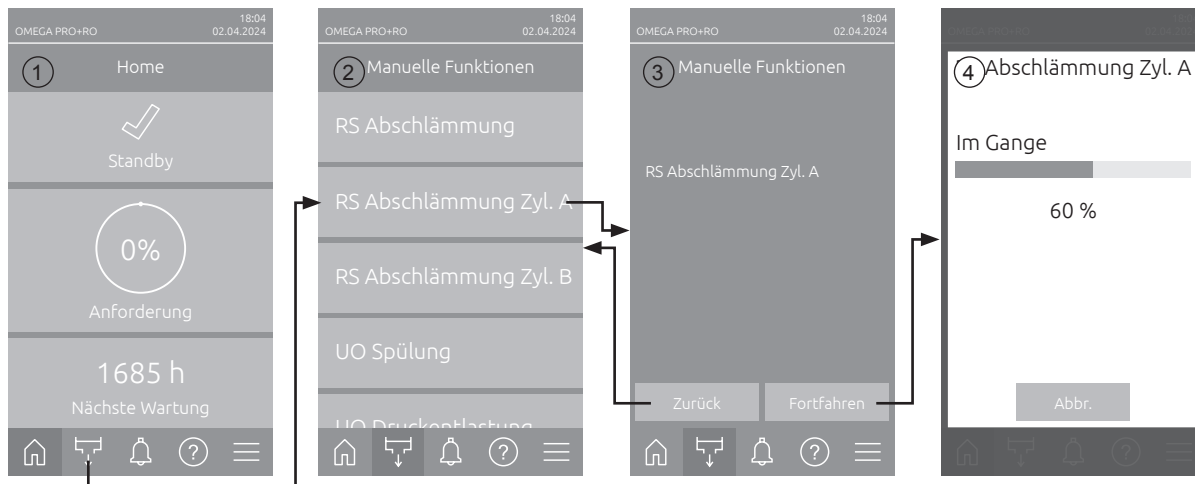 18:04
OMEGA PRO+RO 02.04.2024
1 Home
Standby
0%
Anforderung
1685 h
Nächste Wartung
?
18:04
OMEGA PRO+RO 02.04.2024
2 Manuelle Funktionen
RS Abschlämmung
RS Abschlämmung Zyl. A
RS Abschlämmung Zyl. B
UO Spülung
UO Druckentlastung
?
18:04
OMEGA PRO+RO 02.04.2024
3 Manuelle Funktionen
RS Abschlämmung Zyl. A
Zurück Fortfahren
?
OMEGA PRO+RO
4 Abschlämmung Zyl. A
Im Gange
60 %
Abbr.
?